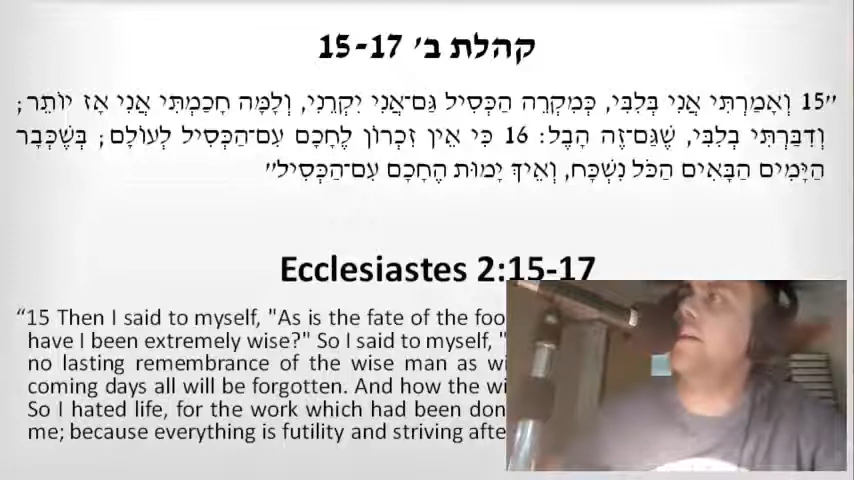 קהלת ב׳ 15-17
״15 וְאָמַרְתִּי אֲנִי בְּלִבִּי, כְּמִקְרֵה הַכְּסִיל גַּם־אֲנִי יִקְרֵנִי, וְלָמָּה חָכַמְתִּי אֲנִי אָז יוֹתֵר;
וְדִבַּרְתִּי בְלִבִּי, שֶׁגַּם־זֶה הָבֶל: 16 כִּי אֵין זִכְרוֹן לֶחָכָם עִם־הַכְּסִיל לְעוֹלָם; בְּשֶׁכְּבָר
הַיָּמִים הַבָּאִים הַכֹּל נִשְׁכָּח, וְאֵיךְ יָמוּת הֶחָכָם עִם־הַכְּסִיל״
Ecclesiastes 2:15-17
“15 Then I said to myself, "As is the fate of the foo
have I been extremely wise?" So I said to myself, "
no lasting remembrance of the wise man as wi
coming days all will be forgotten. And how the wi
So I hated life, for the work which had been don
me; because everything is futility and striving afte